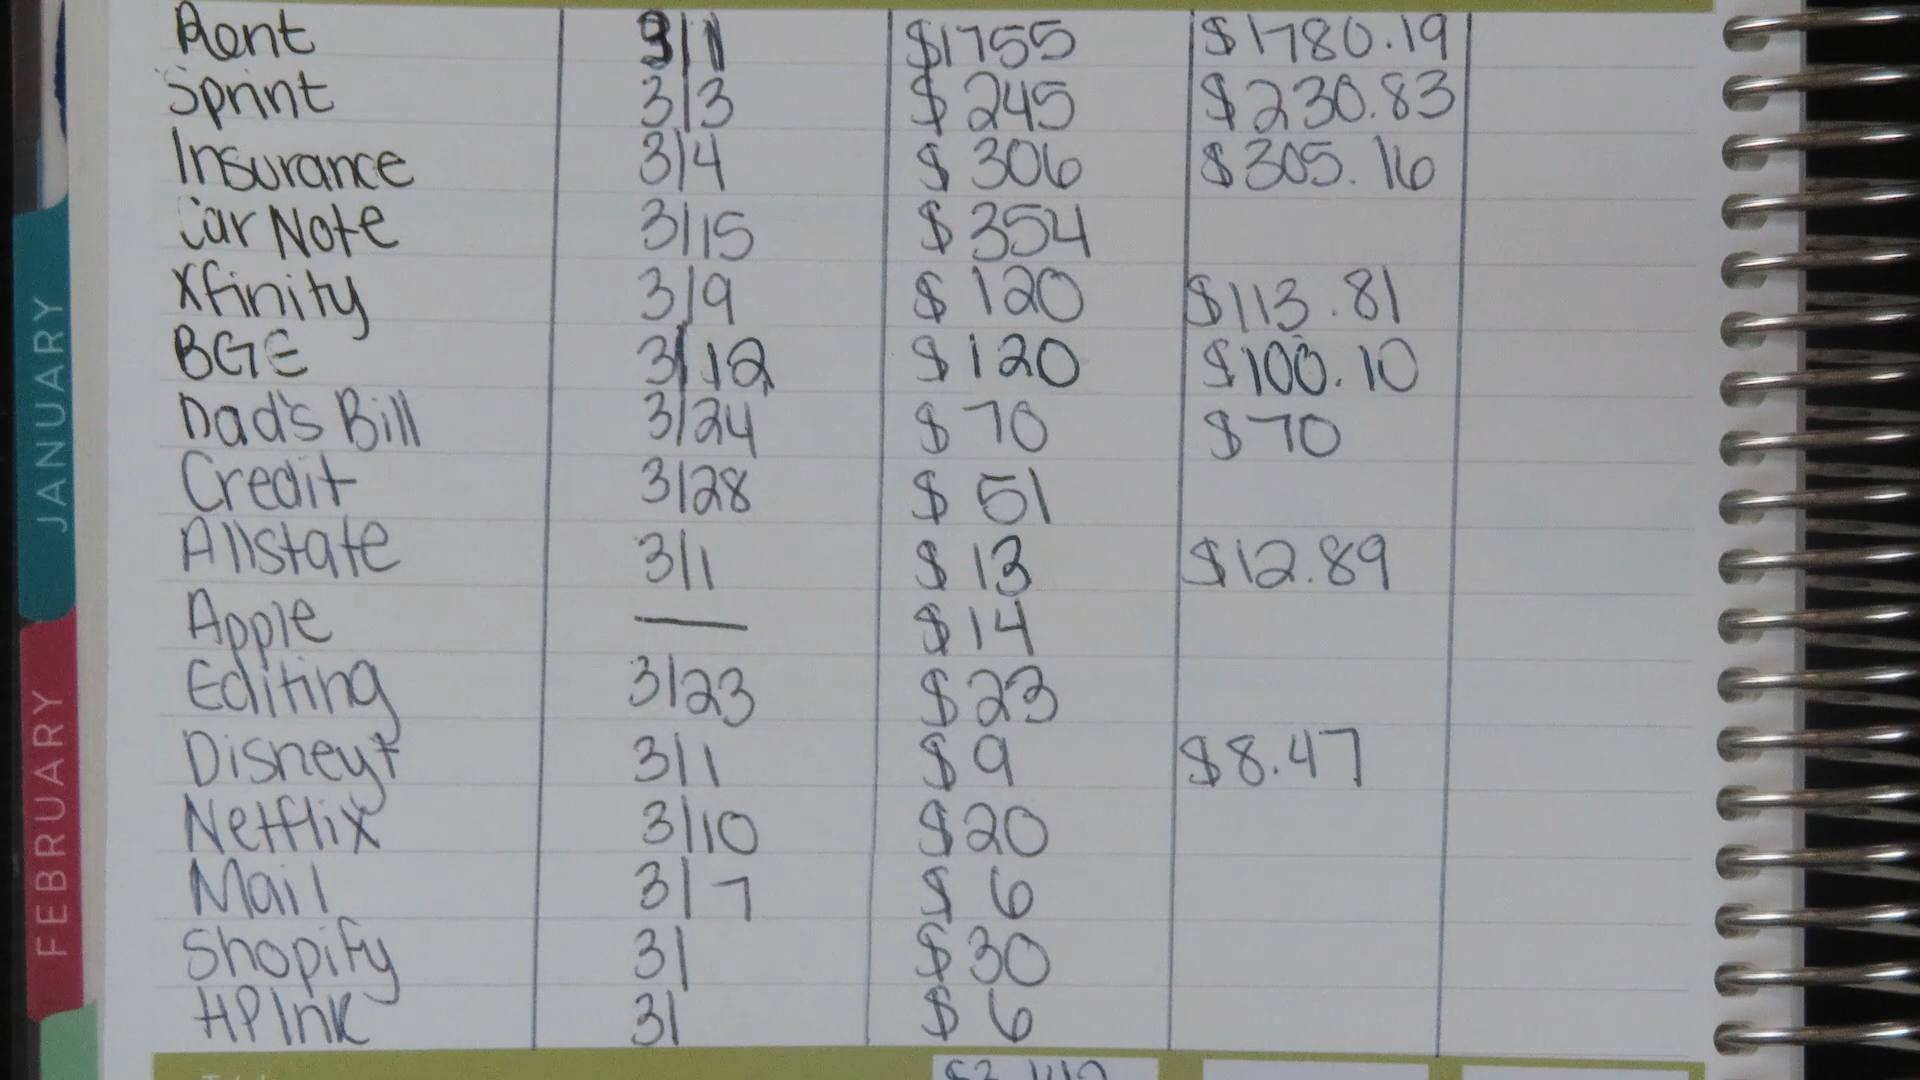 Rent 3/1 $1755 $1780.19
Sprint 3/3 $245 $230.83
Insurance 3/4 $306 $305.16
Car Note 3/15 $354
Xfinity 3/9 $120 $113.81
BGE 3/12 $120 $100.10
Dad's Bill 3/24 $70 $70
Credit 3/28 $51
Allstate 3/1 $13 $12.89
Apple — $14
Editing 3/23 $23
Disney+ 3/1 $9 $8.47
Netflix 3/10 $20
Mail 3/7 $6
Shopify 3/ $30
HP Ink 3/ $6
JANUARY
FEBRUARY